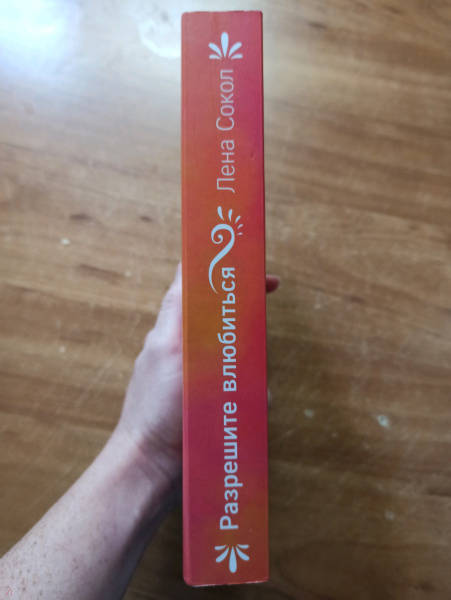 Разрешите влюбиться
Лена Сокол